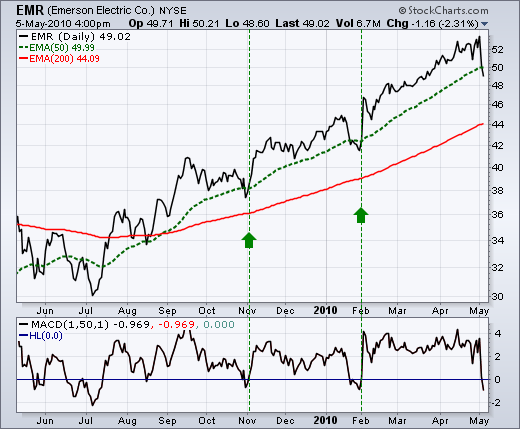 EMR (Emerson Electric Co.) NYSE © StockCharts.com
5-May-2010 4:00pm Op 49.71 Hi 50.21 Lo 48.60 Last 49.02 Vol 6.7M Chg -1.16 (-2.31%)
EMR (Daily) 49.02
EMA(50) 49.99
EMA(200) 44.09
52
50
48
46
44
42
40
38
36
34
32
30
Jun Jul Aug Sep Oct Nov Dec 2010 Feb Mar Apr May
MACD(1,50,1) -0.969, -0.969, 0.000
HL(0.0)
4
2
0
-2
Jun Jul Aug Sep Oct Nov Dec 2010 Feb Mar Apr May